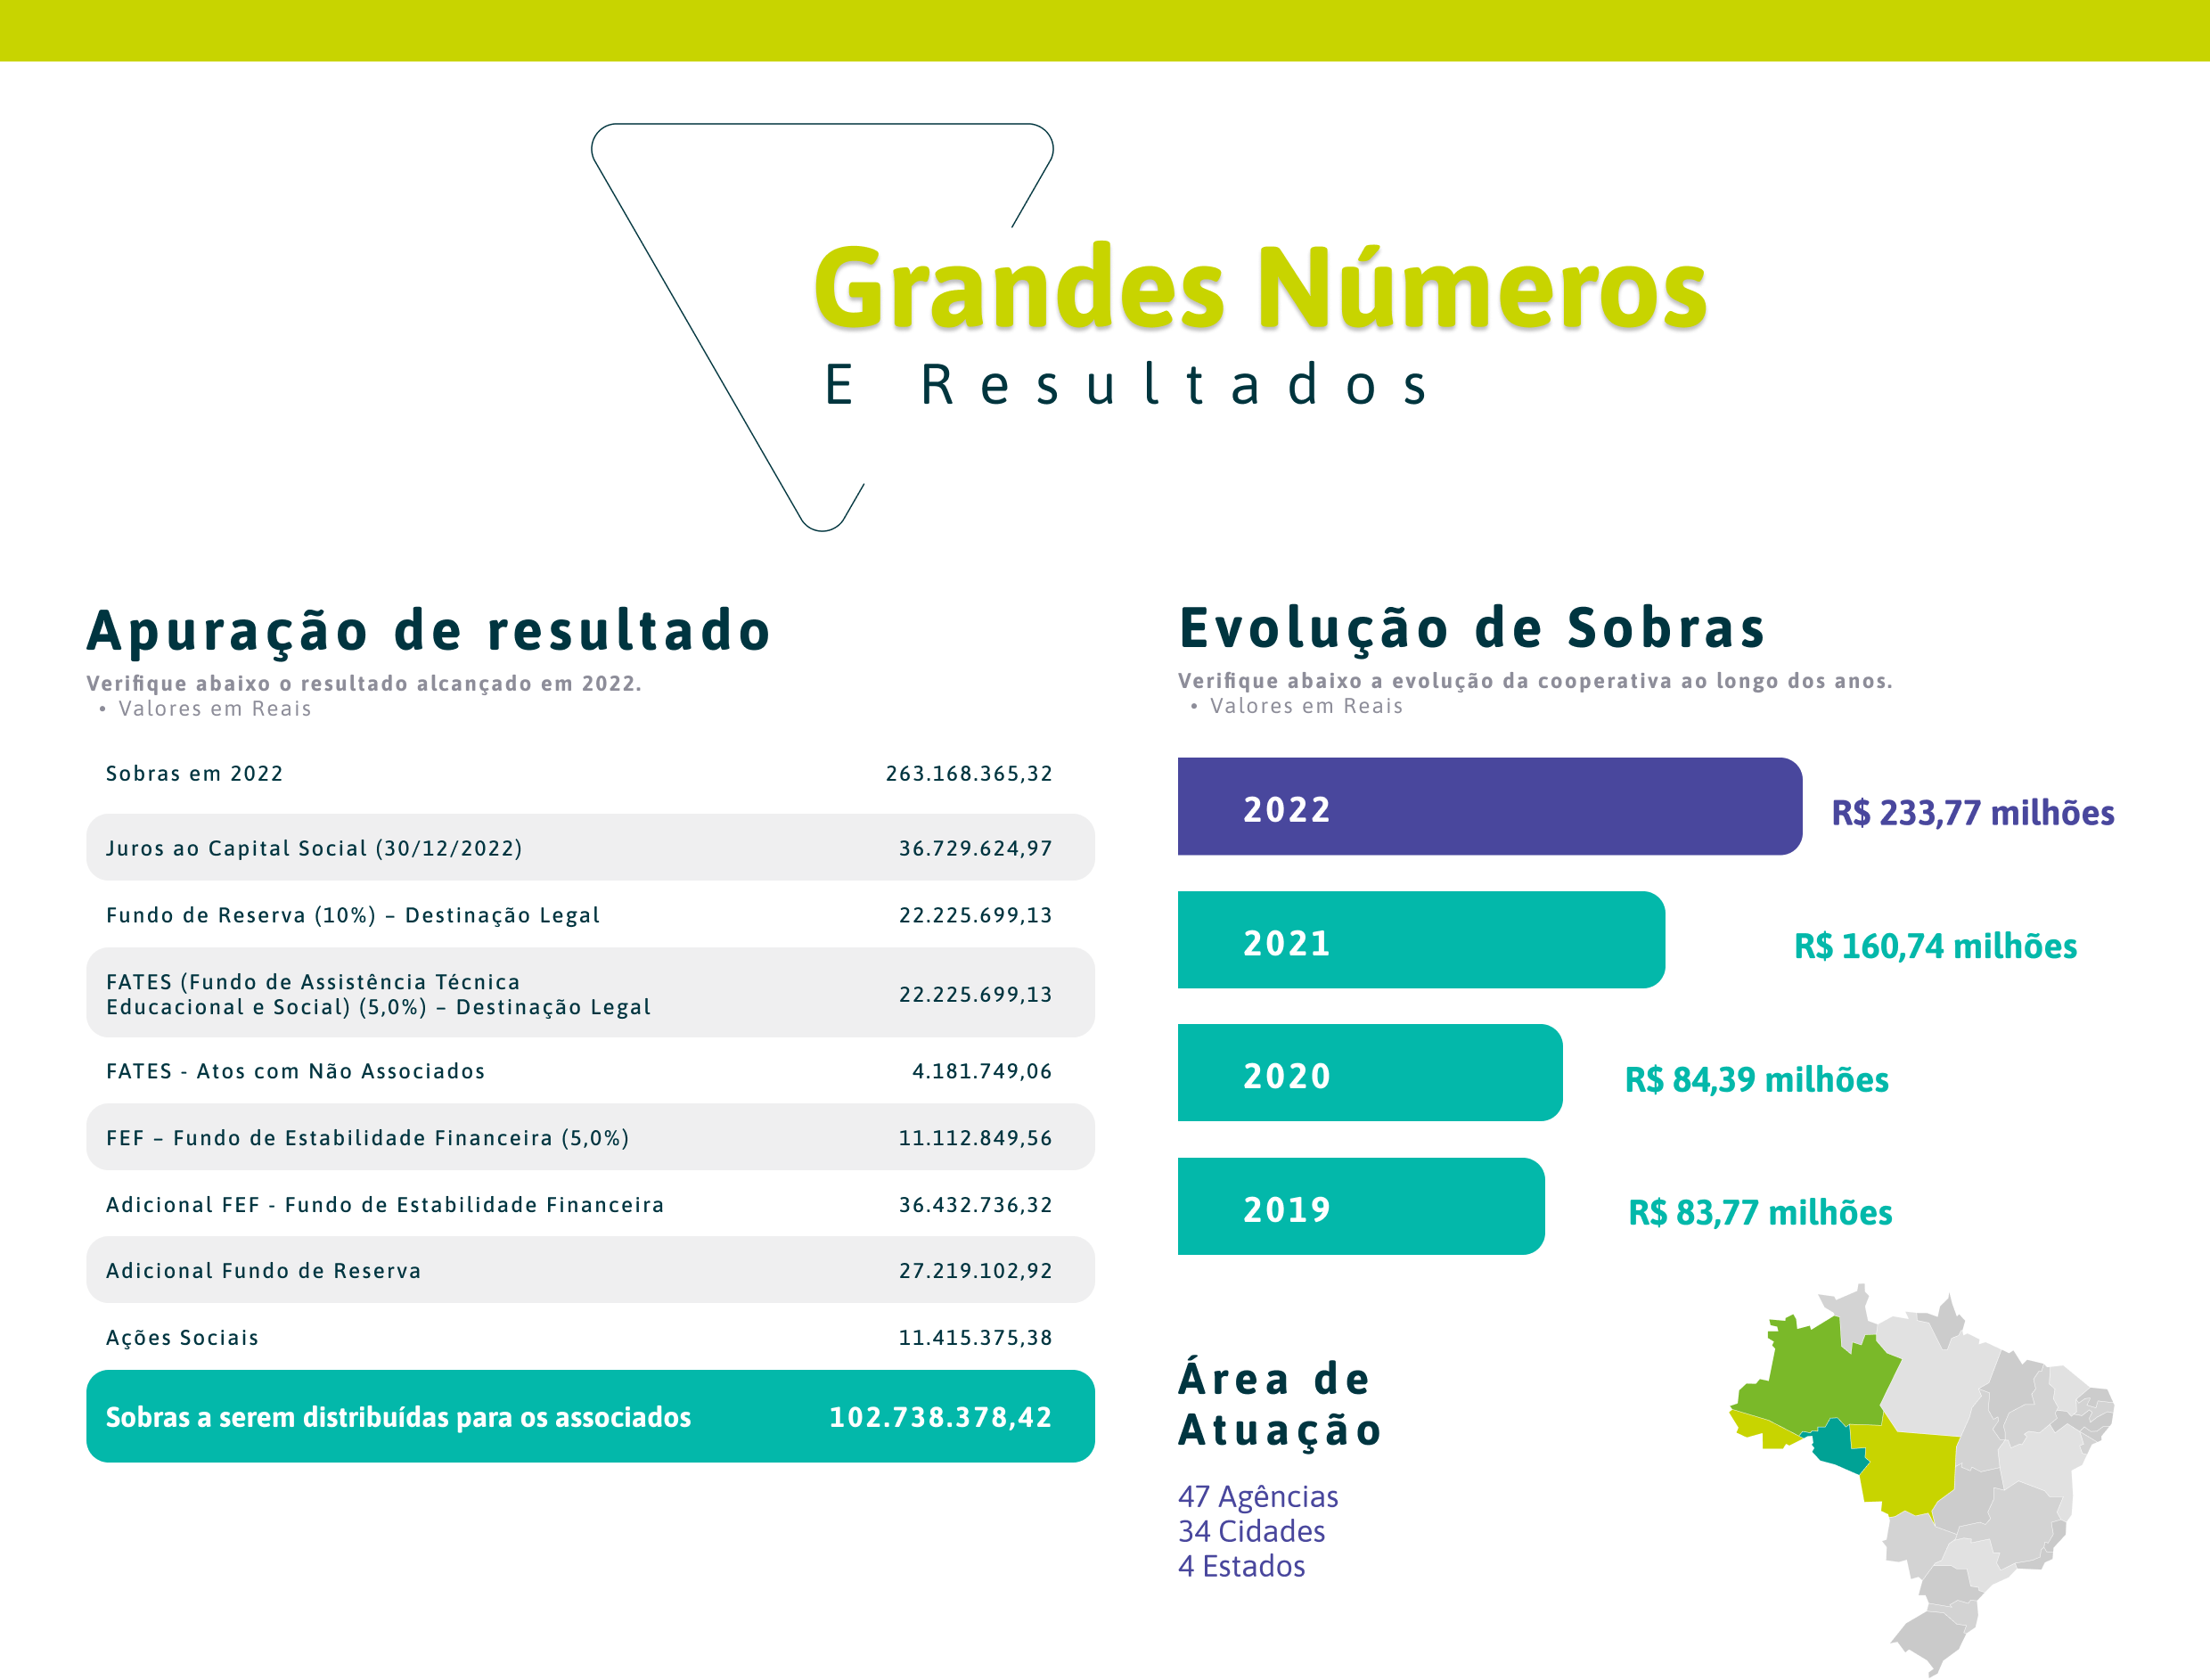 Grandes Números
E Resultados
Apuração de resultado
Verifique abaixo o resultado alcançado em 2022.
• Valores em Reais
Sobras em 2022 263.168.365,32
Juros ao Capital Social (30/12/2022) 36.729.624,97
Fundo de Reserva (10%) – Destinação Legal 22.225.699,13
FATES (Fundo de Assistência Técnica
Educacional e Social) (5,0%) – Destinação Legal 22.225.699,13
FATES - Atos com Não Associados 4.181.749,06
FEF – Fundo de Estabilidade Financeira (5,0%) 11.112.849,56
Adicional FEF - Fundo de Estabilidade Financeira 36.432.736,32
Adicional Fundo de Reserva 27.219.102,92
Ações Sociais 11.415.375,38
Sobras a serem distribuídas para os associados 102.738.378,42
Evolução de Sobras
Verifique abaixo a evolução da cooperativa ao longo dos anos.
• Valores em Reais
2022 R$ 233,77 milhões
2021 R$ 160,74 milhões
2020 R$ 84,39 milhões
2019 R$ 83,77 milhões
Área de
Atuação
47 Agências
34 Cidades
4 Estados